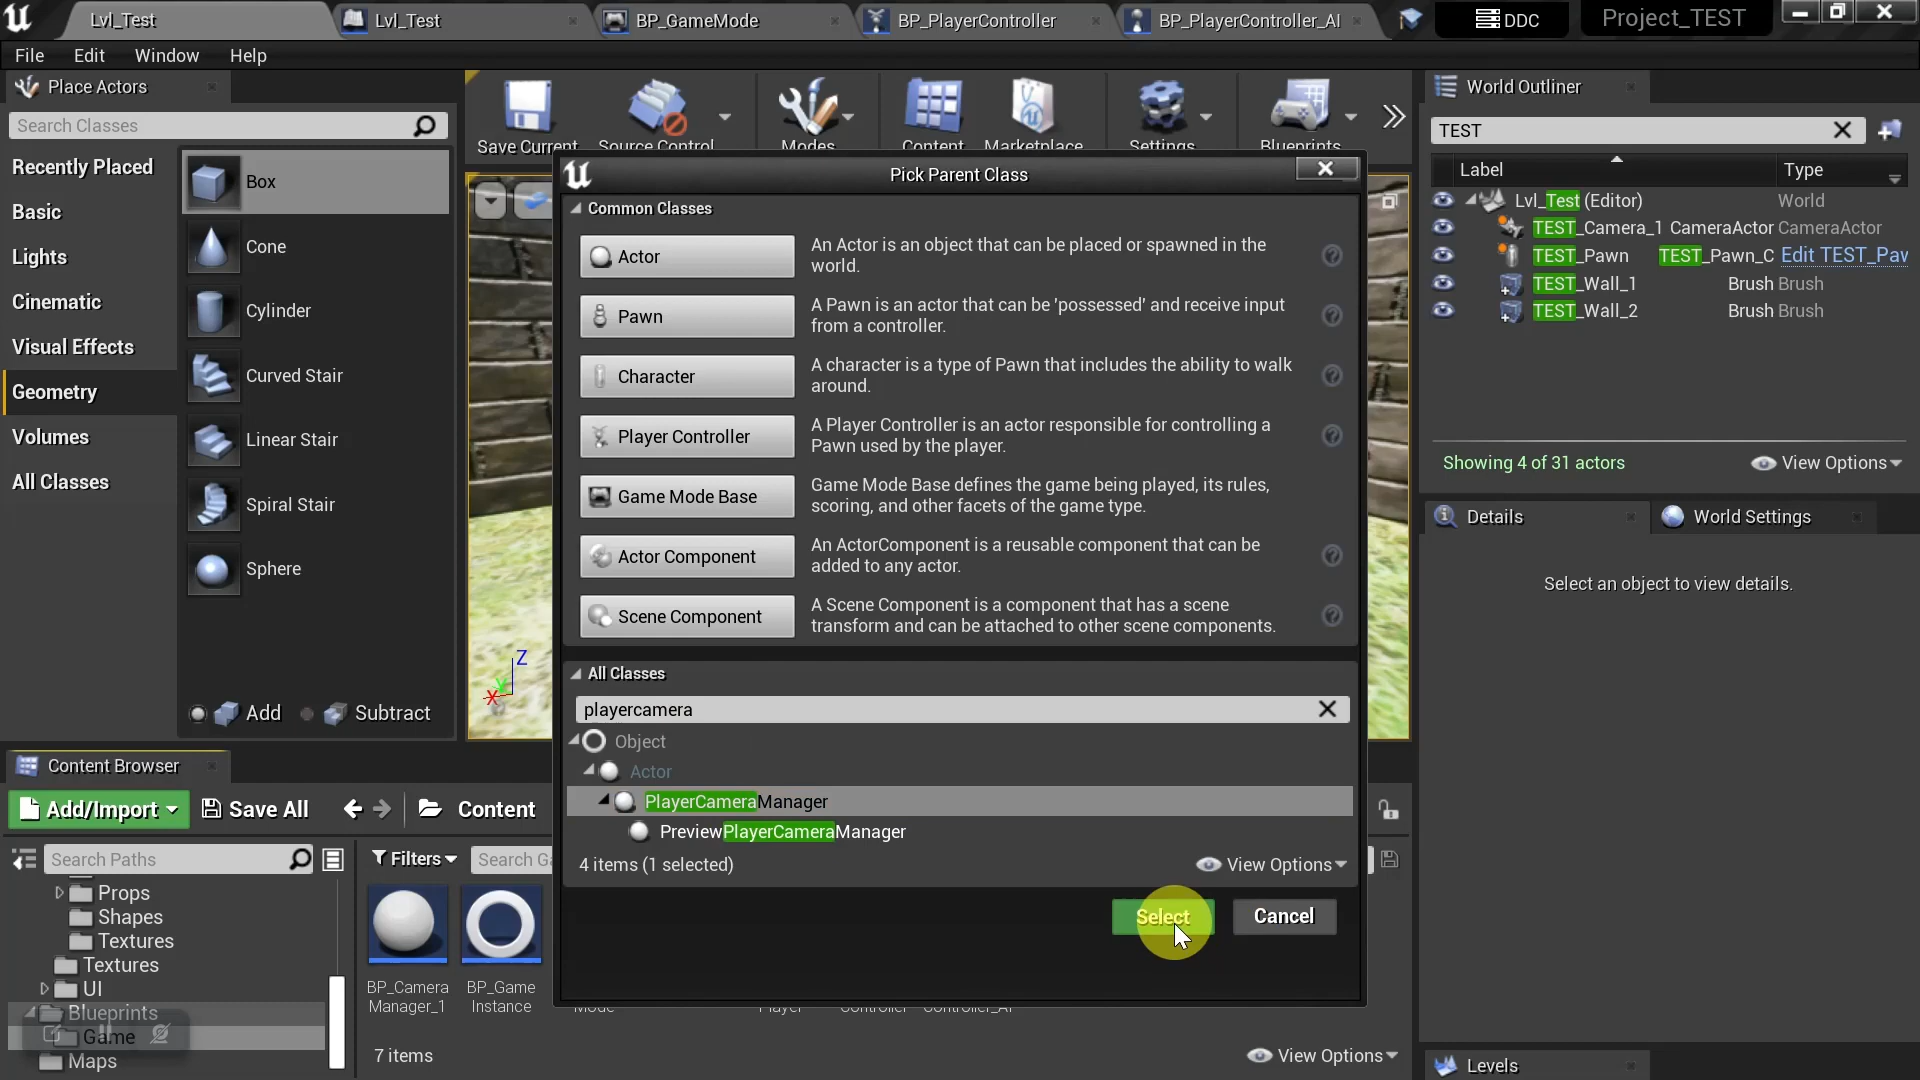 Lvl_Test
Lvl_Test
BP_GameMode
BP_PlayerController
BP_PlayerController_AI
DDC
Project_TEST
File
Edit
Window
Help
Place Actors
Search Classes
Recently Placed
Basic
Lights
Cinematic
Visual Effects
Geometry
Volumes
All Classes
Box
Cone
Cylinder
Curved Stair
Linear Stair
Spiral Stair
Sphere
Add
Subtract
Save Current
Source Control
Modes
Content
Marketplace
Settings
Blueprints
Z
Y
X
Pick Parent Class
Common Classes
Actor
An Actor is an object that can be placed or spawned in the
world.
Pawn
A Pawn is an actor that can be 'possessed' and receive input
from a controller.
Character
A character is a type of Pawn that includes the ability to walk
around.
Player Controller
A Player Controller is an actor responsible for controlling a
Pawn used by the player.
Game Mode Base
Game Mode Base defines the game being played, its rules,
scoring, and other facets of the game type.
Actor Component
An ActorComponent is a reusable component that can be
added to any actor.
Scene Component
A Scene Component is a component that has a scene
transform and can be attached to other scene components.
All Classes
playercamera
Object
Actor
PlayerCameraManager
PreviewPlayerCameraManager
4 items (1 selected)
View Options
Select
Cancel
World Outliner
TEST
Label
Type
Lvl_Test (Editor) World
TEST_Camera_1 CameraActor CameraActor
TEST_Pawn TEST_Pawn_C Edit TEST_Pav
TEST_Wall_1 Brush Brush
TEST_Wall_2 Brush Brush
Showing 4 of 31 actors
View Options
Details
World Settings
Select an object to view details.
Levels
Content Browser
Add/Import
Save All
Content
Search Paths
Filters
Search Ga
Props
Shapes
Textures
Textures
UI
Blueprints
Game
Maps
BP_Camera
Manager_1
BP_Game
Instance
Mode
Player
Controller
Controller_AI
7 items
View Options